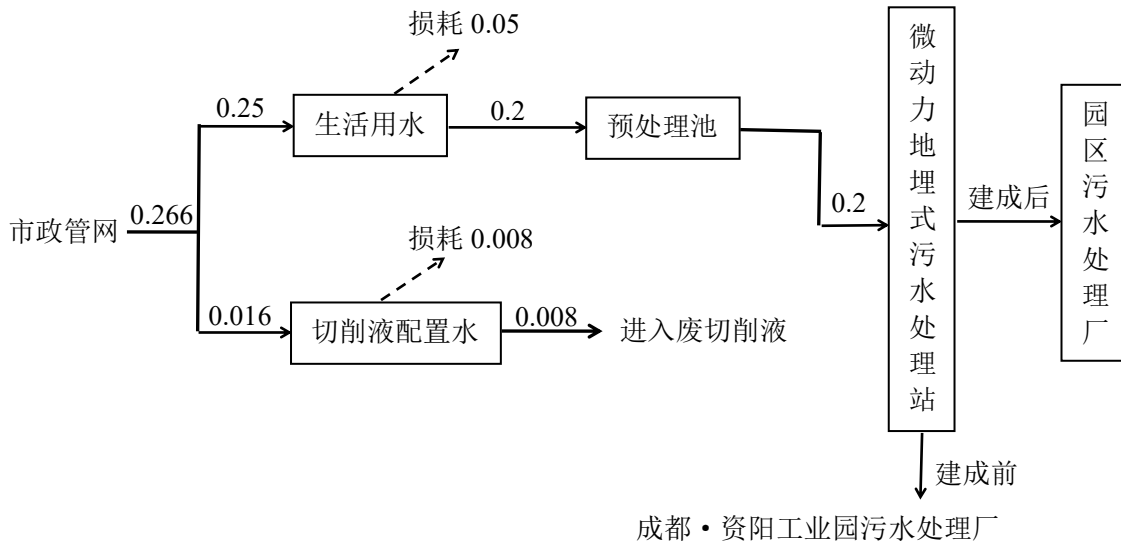 损耗 0.05
0.25
生活用水
0.2
预处理池
0.2
微动力地埋式污水处理站
建成后
园区污水处理厂
市政管网
0.266
损耗 0.008
0.016
切削液配置水
0.008
进入废切削液
建成前
成都·资阳工业园污水处理厂